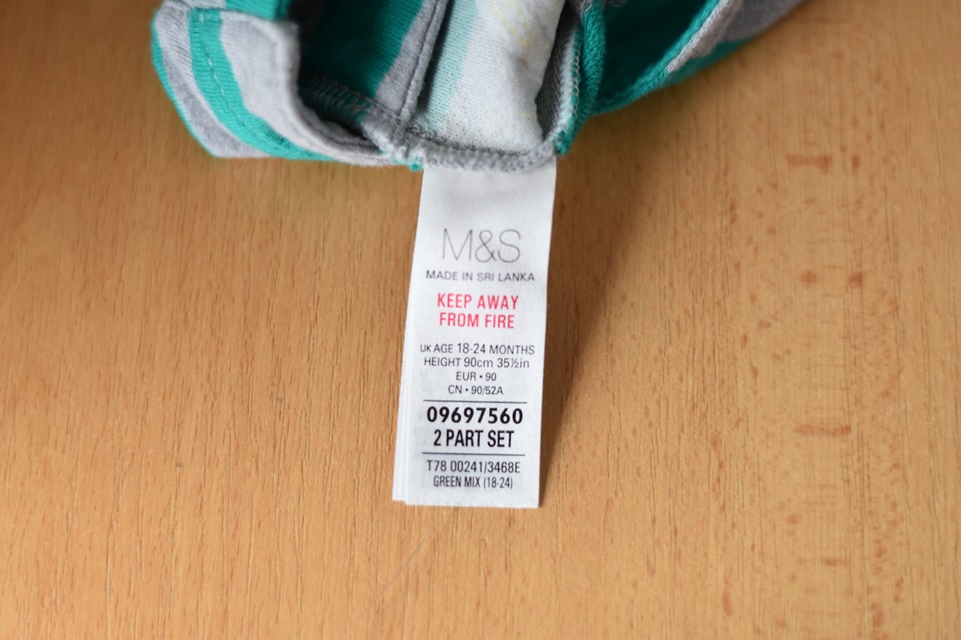 M&S
MADE IN SRI LANKA
KEEP AWAY
FROM FIRE
UK AGE 18-24 MONTHS
HEIGHT 90cm 35½in
EUR • 90
CN • 90/52A
09697560
2 PART SET
T78 00241/3468E
GREEN MIX (18-24)